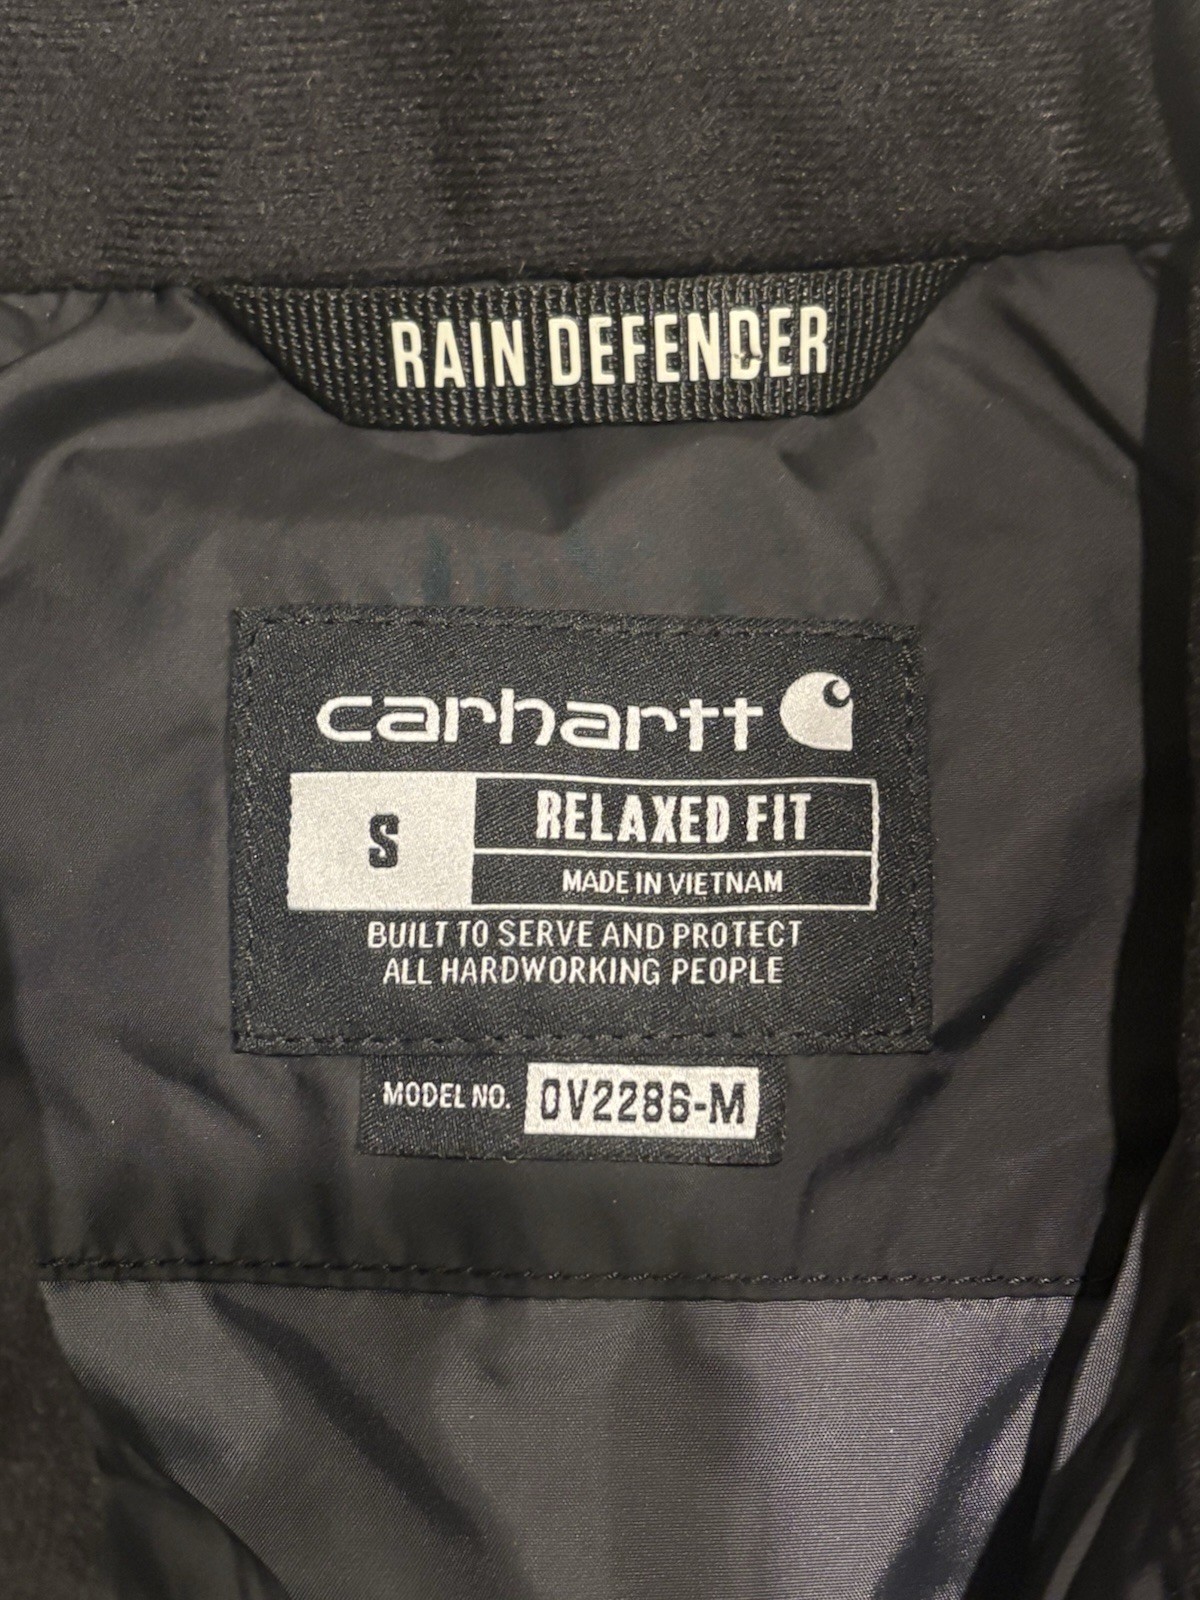 RAIN DEFENDER
carhartt
S
RELAXED FIT
MADE IN VIETNAM
BUILT TO SERVE AND PROTECT
ALL HARDWORKING PEOPLE
MODEL NO. OV2286-M